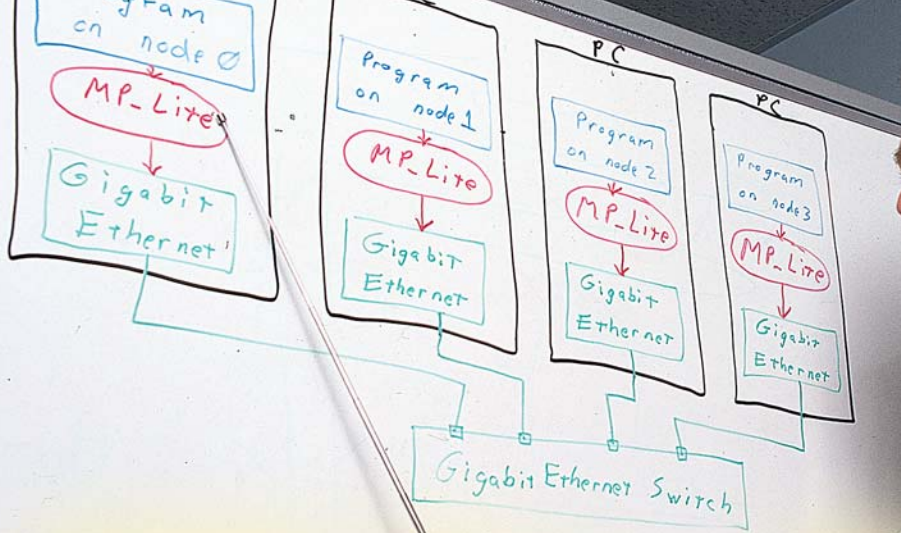 on node 0
MP_Lite
Gigabit
Ethernet
Program
on node 1
MP_Lite
Gigabit
Ethernet
PC
Program
on node 2
MP_Lite
Gigabit
Ethernet
PC
Program
on node 3
MP_Lite
Gigabit
Ethernet
Gigabit Ethernet Switch